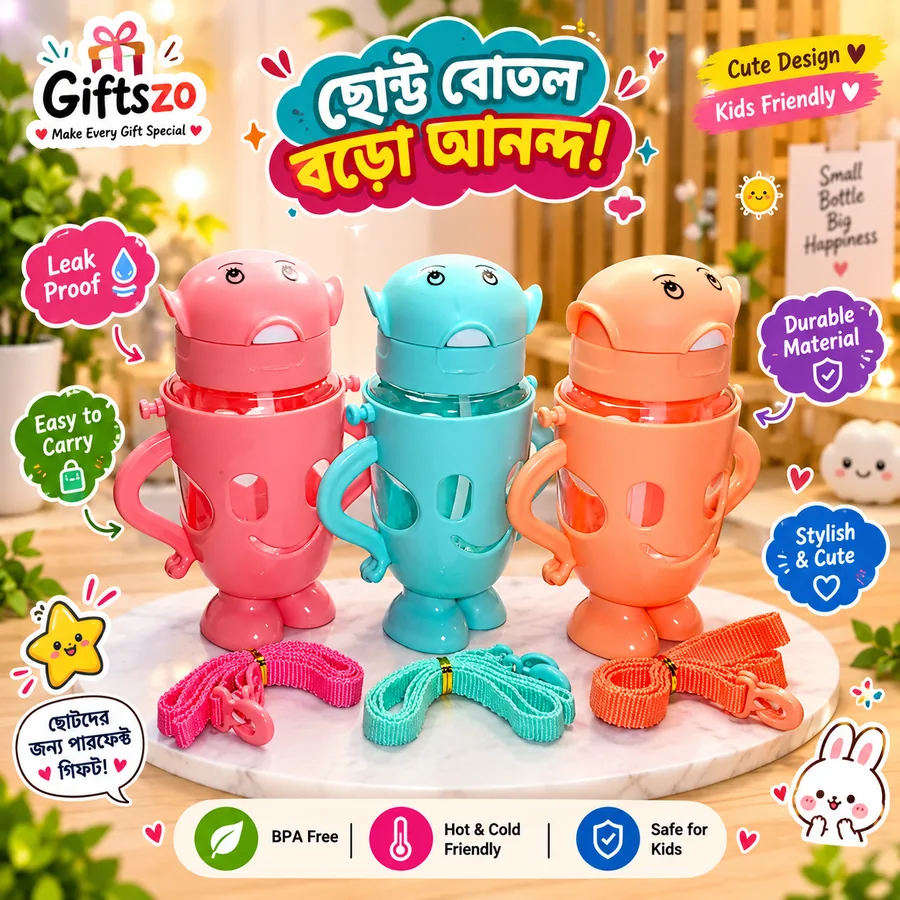 Giftszo
Make Every Gift Special
ছোট্ট বোতল
বড়ো আনন্দ!
Cute Design
Kids Friendly
Small
Bottle
Big
Happiness
Leak
Proof
Durable
Material
Easy to
Carry
Stylish
& Cute
ছোটদের
জন্য পারফেক্ট
গিফট!
BPA Free
Hot & Cold
Friendly
Safe for
Kids